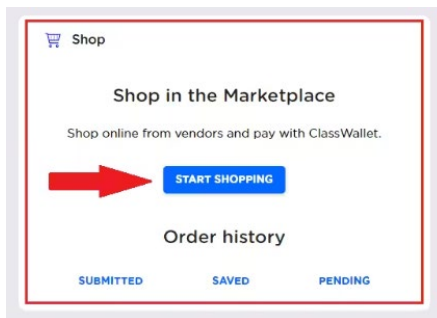 Shop
Shop in the Marketplace
Shop online from vendors and pay with ClassWallet.
START SHOPPING
Order history
SUBMITTED SAVED PENDING